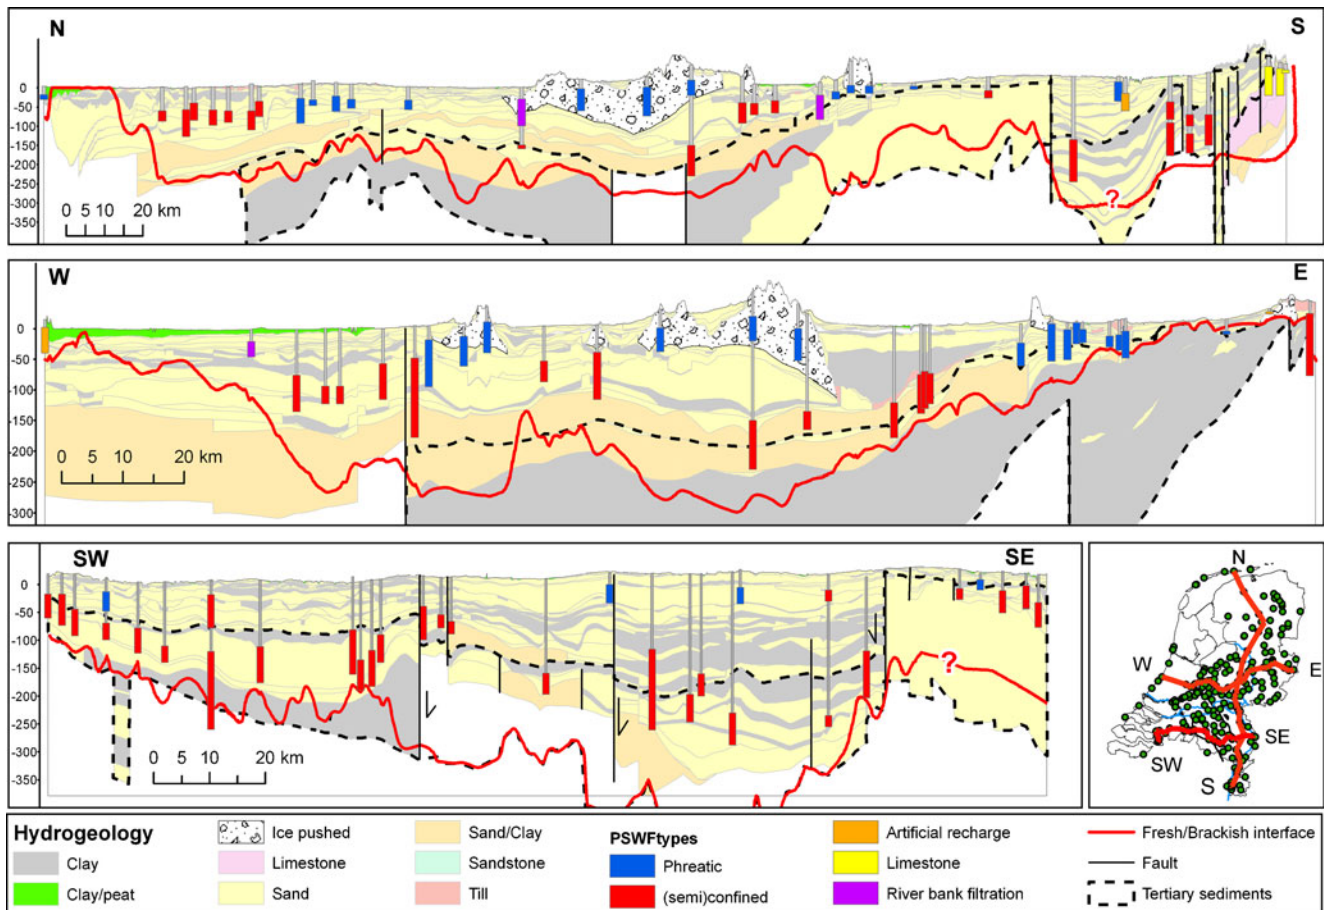 N
S
0
-50
-100
-150
-200
-250
-300
-350
0 5 10 20 km
?
W
E
0
-50
-100
-150
-200
-250
-300
0 5 10 20 km
SW
SE
0
-50
-100
-150
-200
-250
-300
-350
0 5 10 20 km
?
N
W
E
SE
SW
S
Hydrogeology
Clay
Clay/peat
Ice pushed
Limestone
Sand
Sand/Clay
Sandstone
Till
PSWFtypes
Phreatic
(semi)confined
Artificial recharge
Limestone
River bank filtration
Fresh/Brackish interface
Fault
Tertiary sediments